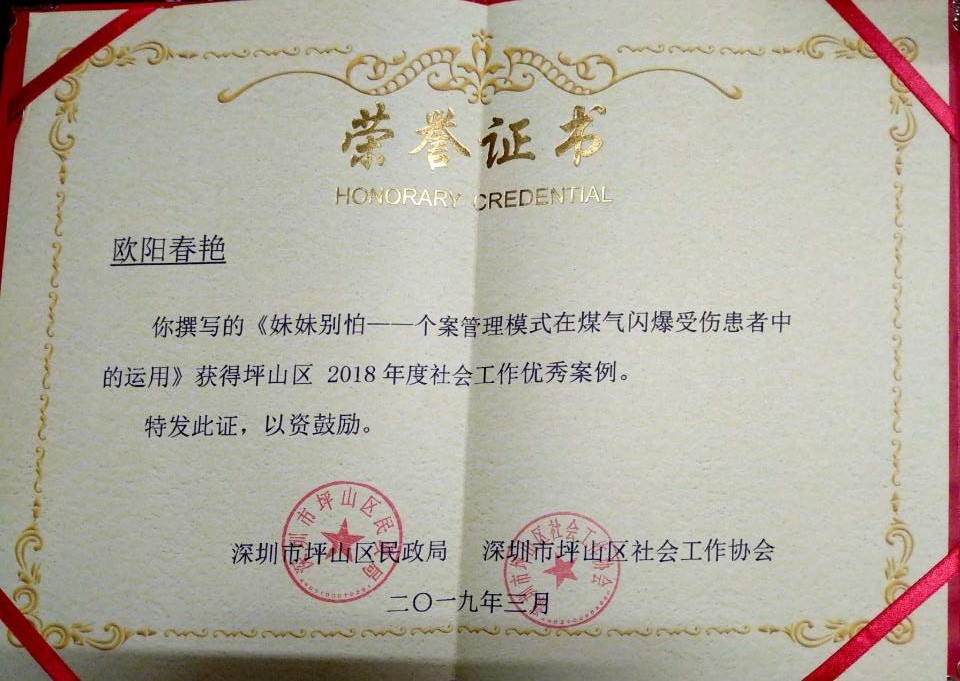 荣誉证书
HONORARY CREDENTIAL
欧阳春艳
你撰写的《妹妹别怕——个案管理模式在煤气闪爆受伤患者中
的运用》获得坪山区 2018 年度社会工作优秀案例。
特发此证，以资鼓励。
深圳市坪山区民政局 深圳市坪山区社会工作协会
二〇一九年三月